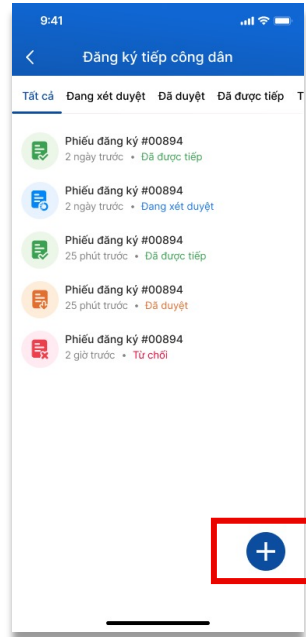 9:41
Đăng ký tiếp công dân
Tất cả Đang xét duyệt Đã duyệt Đã được tiếp T
Phiếu đăng ký #00894
2 ngày trước • Đã được tiếp
Phiếu đăng ký #00894
2 ngày trước • Đang xét duyệt
Phiếu đăng ký #00894
25 phút trước • Đã được tiếp
Phiếu đăng ký #00894
25 phút trước • Đã duyệt
Phiếu đăng ký #00894
2 giờ trước • Từ chối